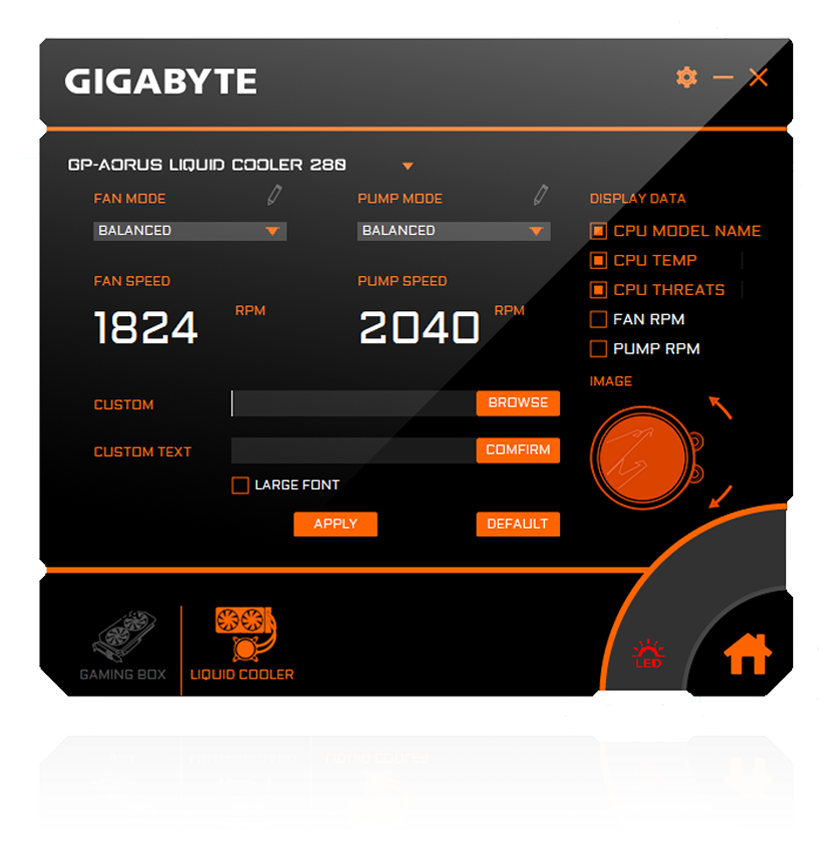 GIGABYTE
GP-AORUS LIQUID COOLER 280
FAN MODE
PUMP MODE
DISPLAY DATA
BALANCED
BALANCED
CPU MODEL NAME
CPU TEMP
CPU THREATS
FAN RPM
PUMP RPM
FAN SPEED
PUMP SPEED
1824 RPM
2040 RPM
IMAGE
CUSTOM
BROWSE
CUSTOM TEXT
COMFIRM
LARGE FONT
APPLY
DEFAULT
GAMING BOX
LIQUID COOLER
LED